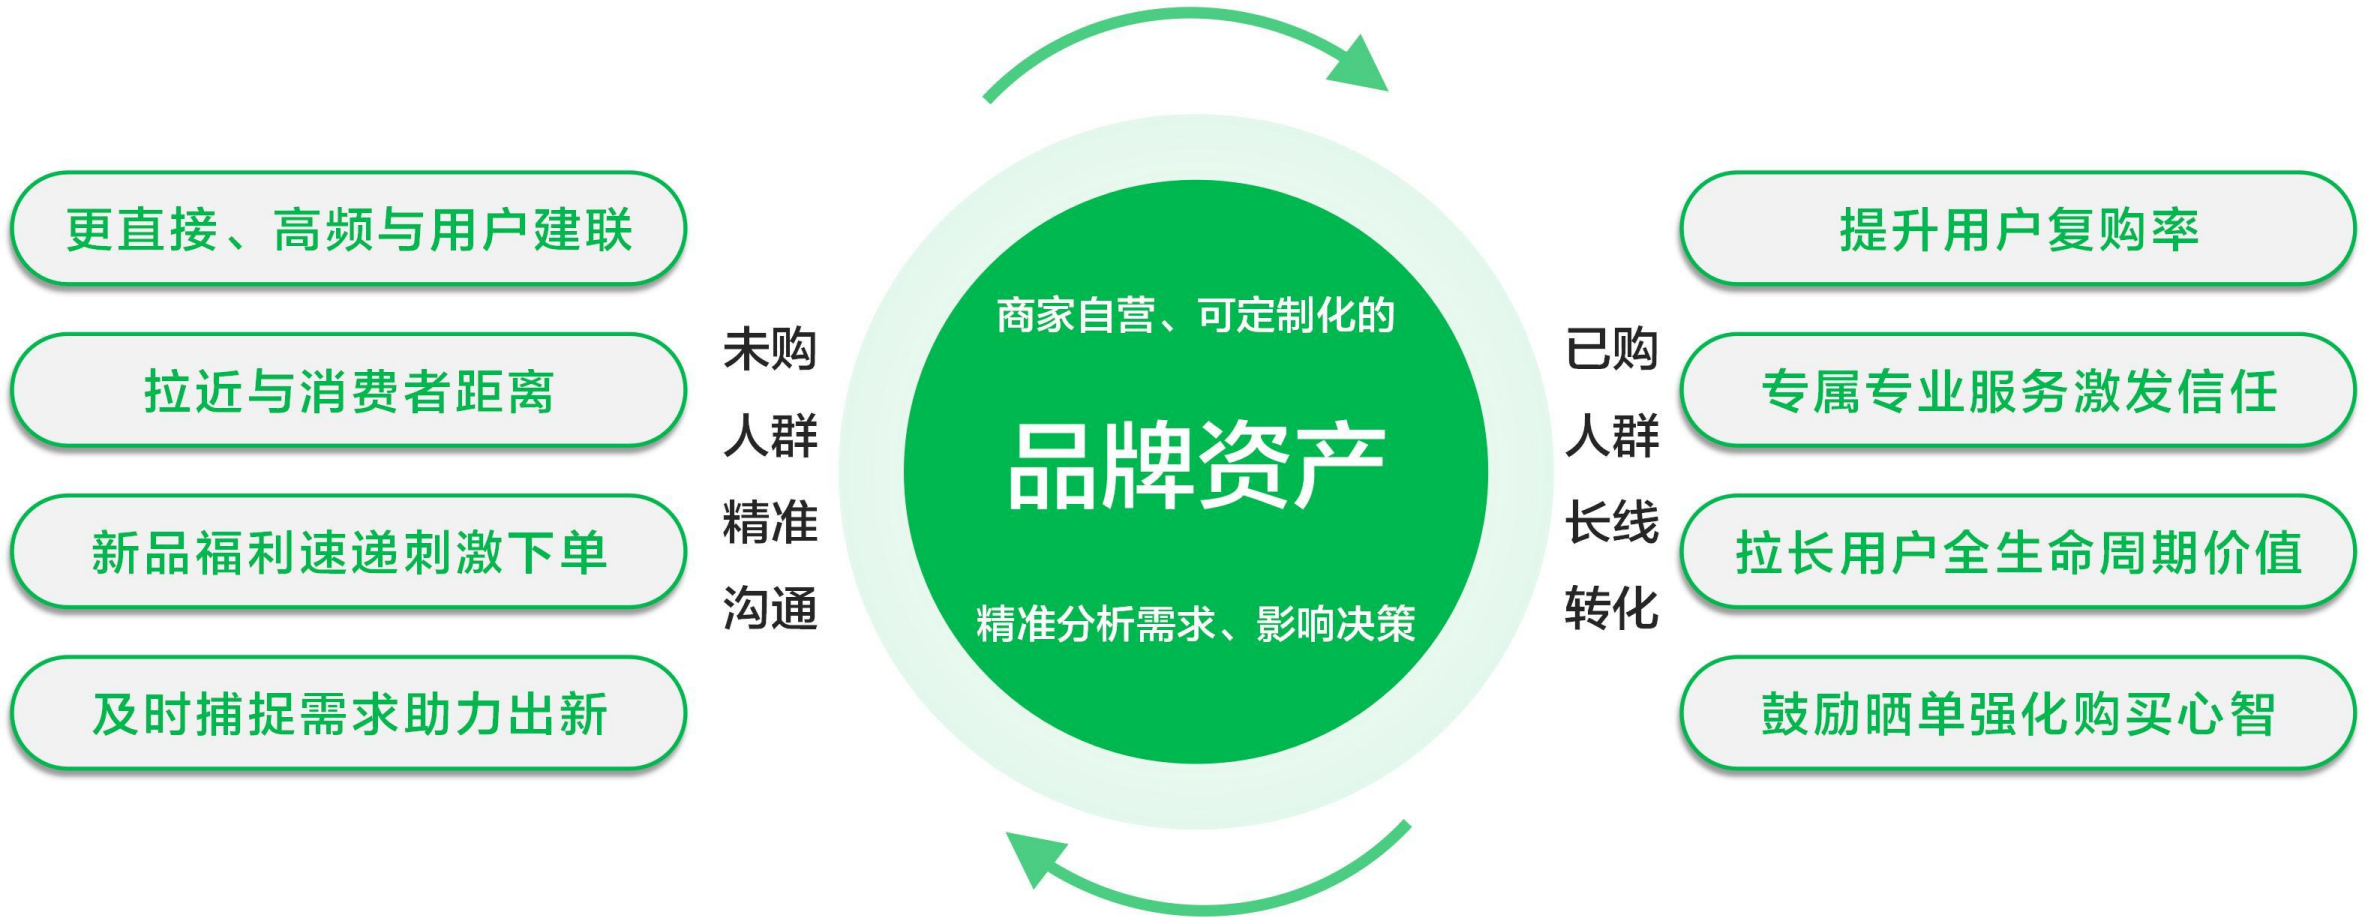 更直接、高频与用户建联
拉近与消费者距离
新品福利速递刺激下单
及时捕捉需求助力出新
未购
人群
精准
沟通
商家自营、可定制化的
品牌资产
精准分析需求、影响决策
已购
人群
长线
转化
提升用户复购率
专属专业服务激发信任
拉长用户全生命周期价值
鼓励晒单强化购买心智